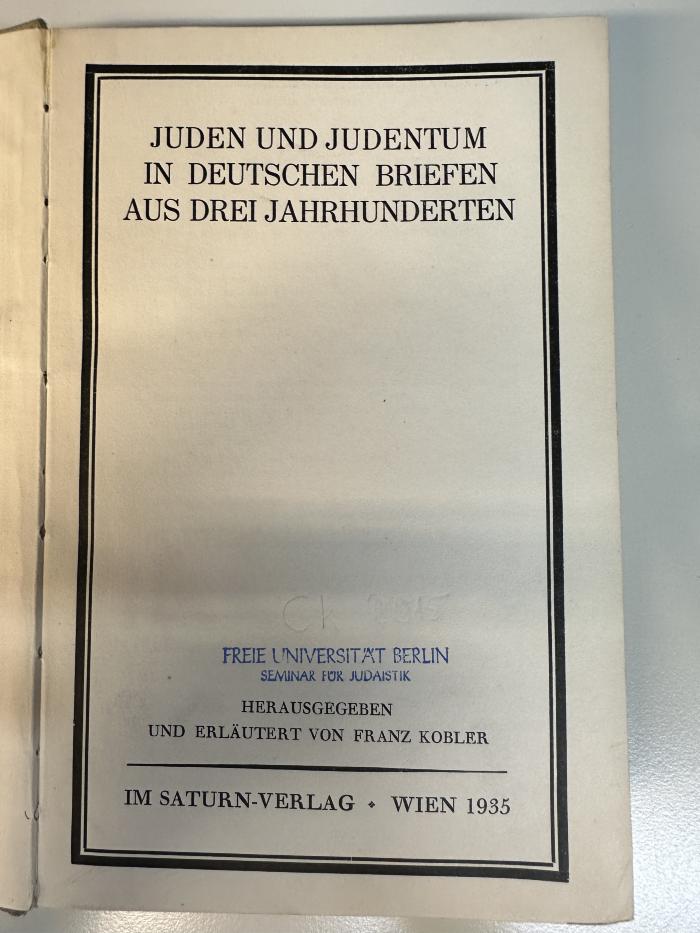 JUDEN UND JUDENTUM
IN DEUTSCHEN BRIEFEN
AUS DREI JAHRHUNDERTEN
Ck
FREIE UNIVERSITÄT BERLIN
SEMINAR FÜR JUDAISTIK
HERAUSGEGEBEN
UND ERLÄUTERT VON FRANZ KOBLER
IM SATURN-VERLAG ⬥ WIEN 1935